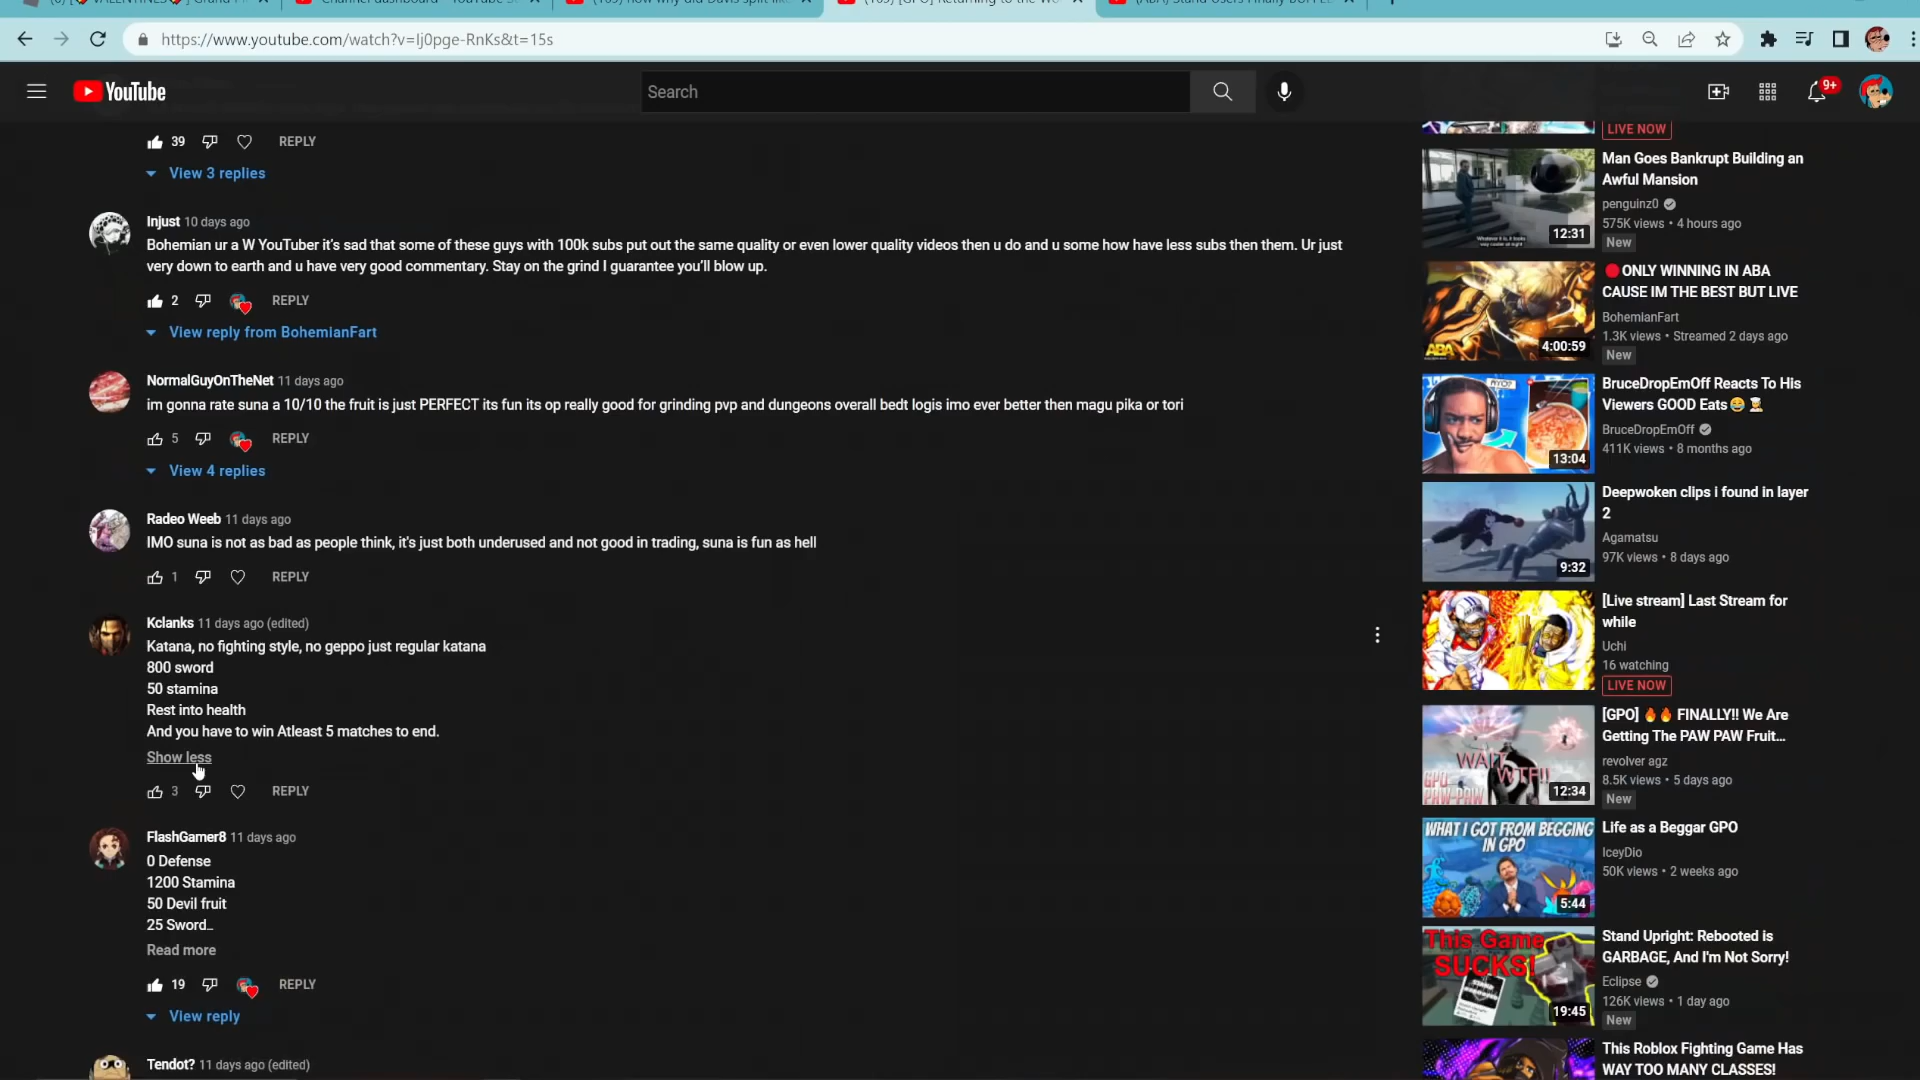 https://www.youtube.com/watch?v=Ij0pge-RnKs&t=15s
YouTube
Search
9+
39
REPLY
View 3 replies
Injust 10 days ago
Bohemian ur a W YouTuber it's sad that some of these guys with 100k subs put out the same quality or even lower quality videos then u do and u some how have less subs then them. Ur just
very down to earth and u have very good commentary. Stay on the grind I guarantee you'll blow up.
2
REPLY
View reply from BohemianFart
NormalGuyOnTheNet 11 days ago
im gonna rate suna a 10/10 the fruit is just PERFECT its fun its op really good for grinding pvp and dungeons overall bedt logis imo ever better then magu pika or tori
5
REPLY
View 4 replies
Radeo Weeb 11 days ago
IMO suna is not as bad as people think, it's just both underused and not good in trading, suna is fun as hell
1
REPLY
Kclanks 11 days ago (edited)
Katana, no fighting style, no geppo just regular katana
800 sword
50 stamina
Rest into health
And you have to win Atleast 5 matches to end.
Show less
3
REPLY
FlashGamer8 11 days ago
0 Defense
1200 Stamina
50 Devil fruit
25 Sword…
Read more
19
REPLY
View reply
Tendot? 11 days ago (edited)
LIVE NOW
12:31
Man Goes Bankrupt Building an
Awful Mansion
penguinz0
575K views • 4 hours ago
New
ABA
4:00:59
🔴ONLY WINNING IN ABA
CAUSE IM THE BEST BUT LIVE
BohemianFart
1.3K views • Streamed 2 days ago
New
13:04
BruceDropEmOff Reacts To His
Viewers GOOD Eats😂 👨‍🍳
BruceDropEmOff
411K views • 8 months ago
9:32
Deepwoken clips i found in layer
2
Agamatsu
97K views • 8 days ago
[Live stream] Last Stream for
while
Uchi
16 watching
LIVE NOW
WAIT
WTF!!
GPO
PAW-PAW
12:34
[GPO] 🔥🔥 FINALLY!! We Are
Getting The PAW PAW Fruit...
revolver agz
8.5K views • 5 days ago
New
WHAT I GOT FROM BEGGING
IN GPO
5:44
Life as a Beggar GPO
IceyDio
50K views • 2 weeks ago
This Game
SUCKS!
19:45
Stand Upright: Rebooted is
GARBAGE, And I'm Not Sorry!
Eclipse
126K views • 1 day ago
New
This Roblox Fighting Game Has
WAY TOO MANY CLASSES!